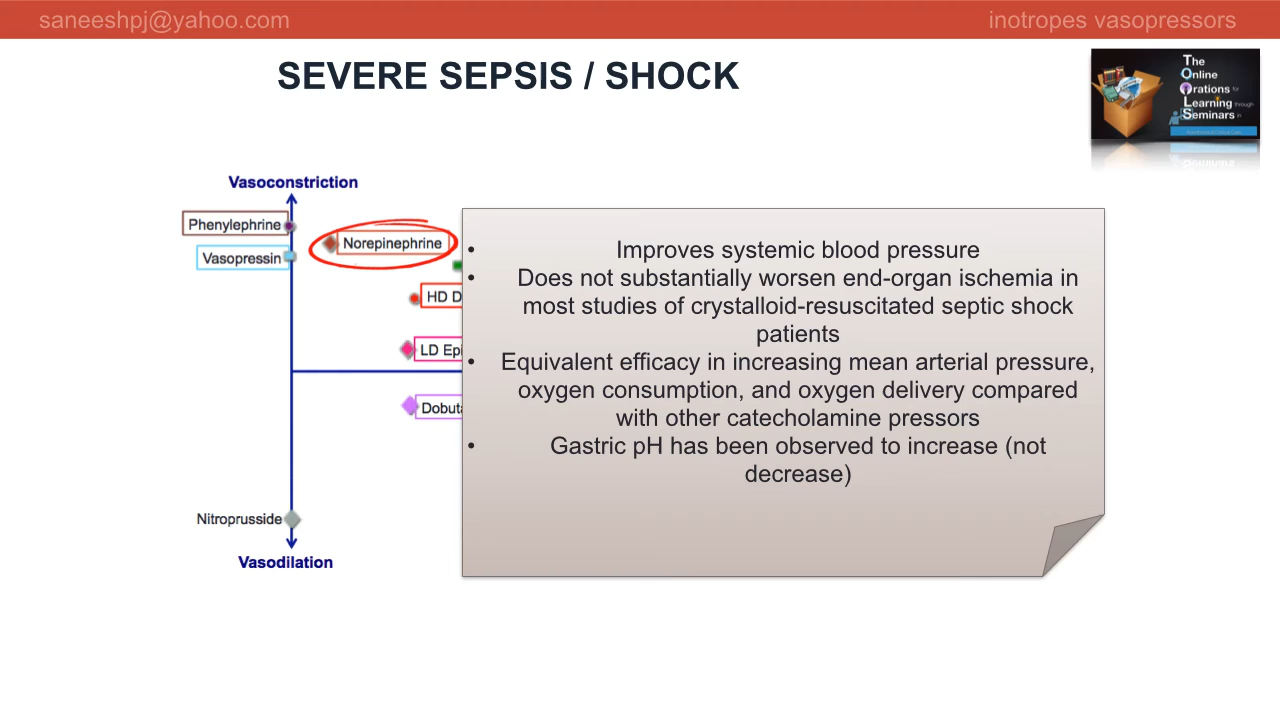 saneeshpj@yahoo.com
inotropes vasopressors
SEVERE SEPSIS / SHOCK
The
Online
Orations for
Learning through
Seminars in
Vasoconstriction
Phenylephrine
Norepinephrine
Vasopressin
HD D
LD Epi
Dobut
Nitroprusside
Vasodilation
• Improves systemic blood pressure
• Does not substantially worsen end-organ ischemia in
most studies of crystalloid-resuscitated septic shock
patients
• Equivalent efficacy in increasing mean arterial pressure,
oxygen consumption, and oxygen delivery compared
with other catecholamine pressors
• Gastric pH has been observed to increase (not
decrease)